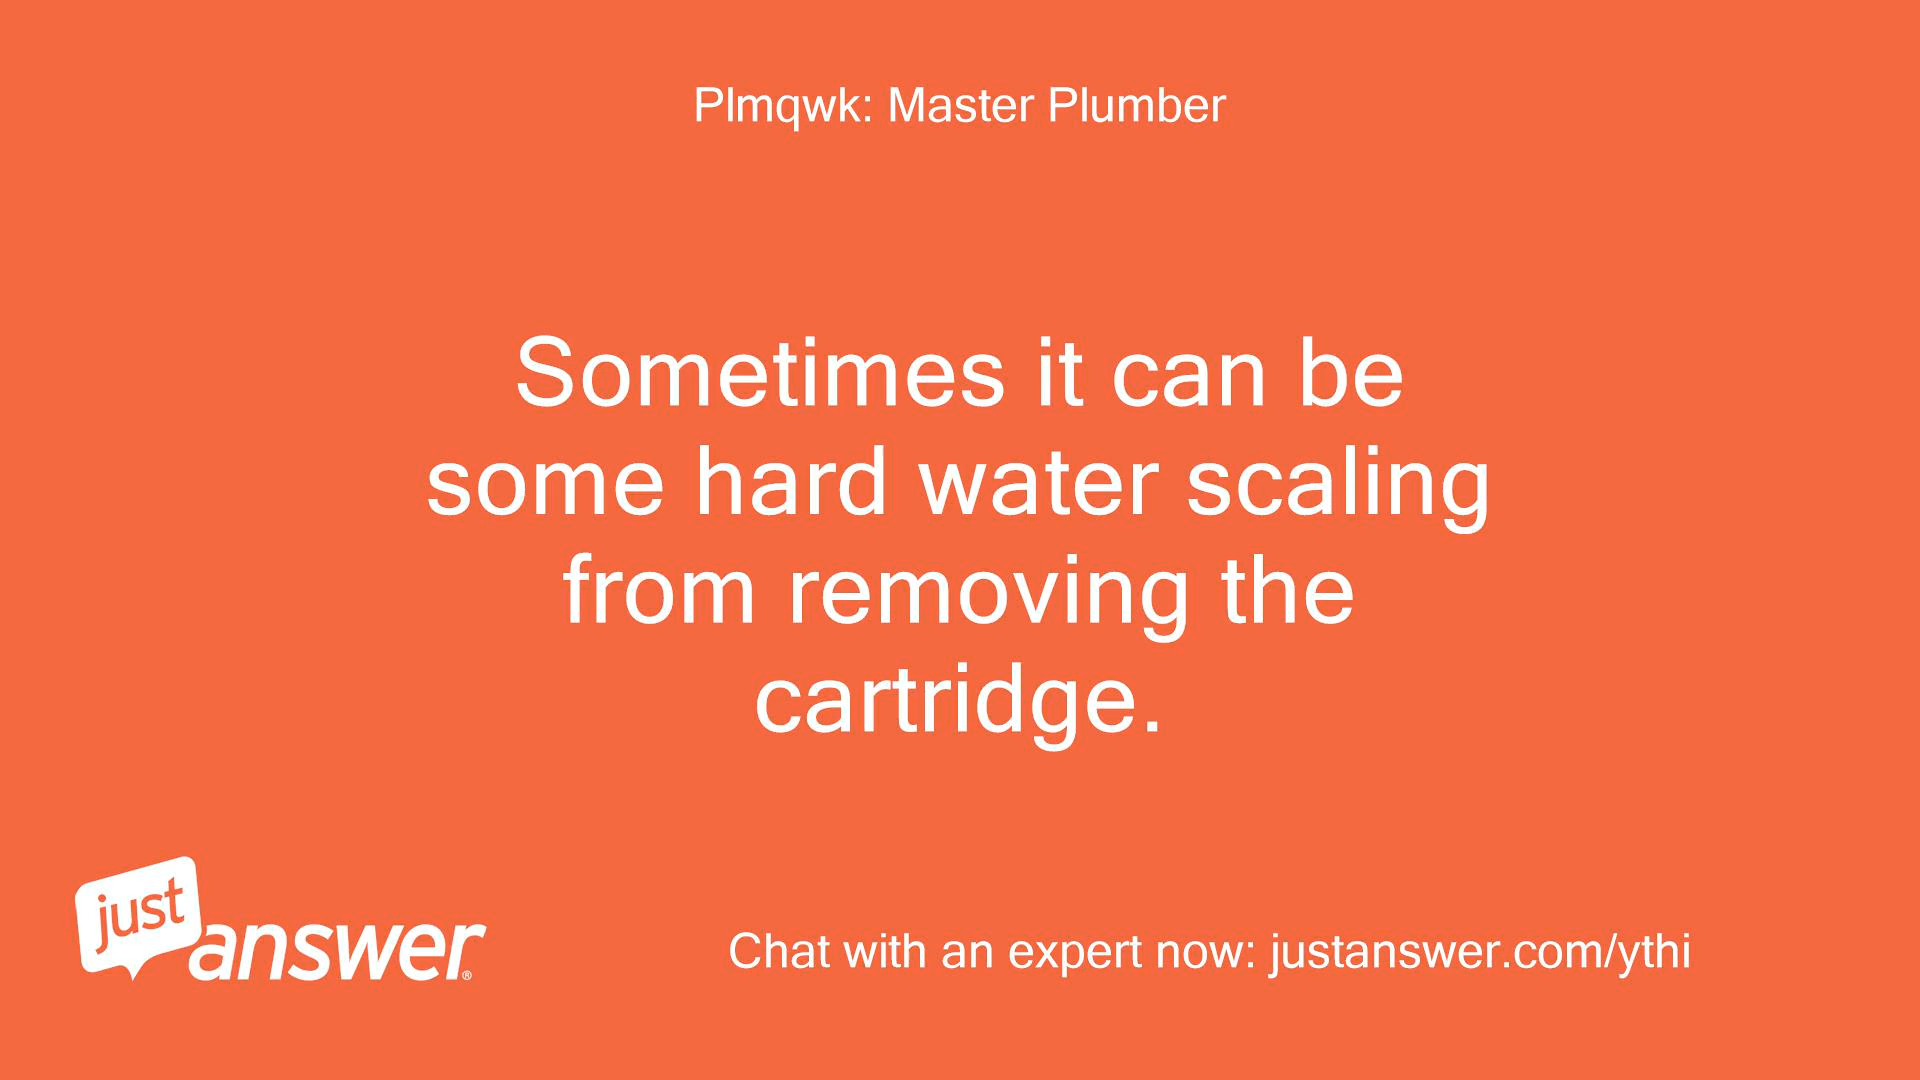 Plmqwk: Master Plumber
Sometimes it can be
some hard water scaling
from removing the
cartridge.
just
answer®
Chat with an expert now: justanswer.com/ythi